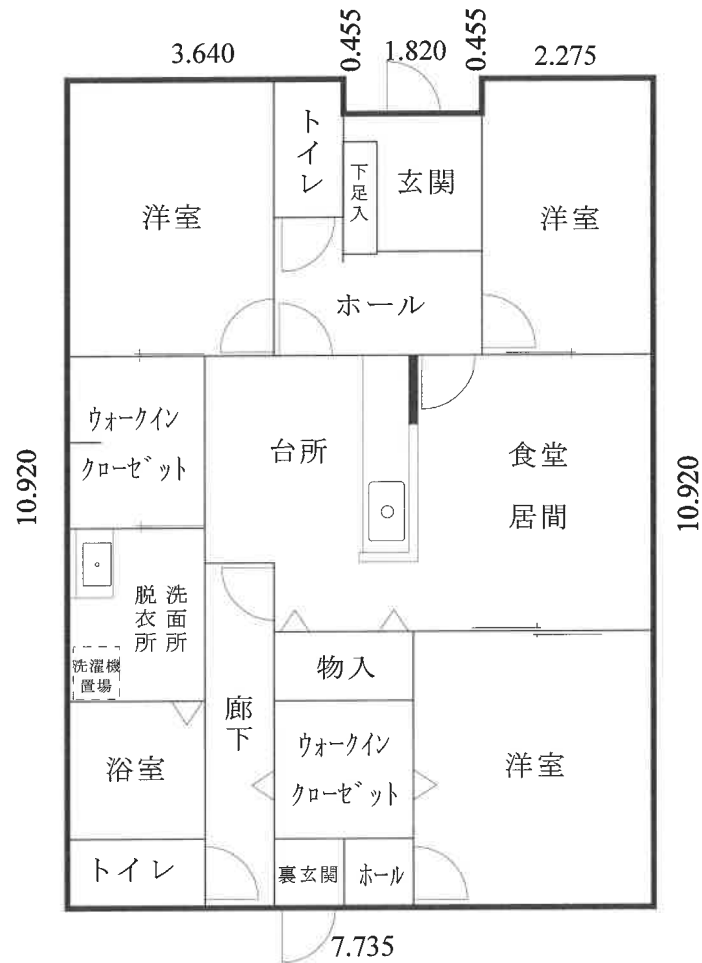 3.640
0.455
1.820
0.455
2.275
トイレ
下足入
玄関
洋室
洋室
ホール
ウォークイン
クローゼット
台所
食堂
居間
10.920
10.920
洗面所
脱衣所
洗濯機
置場
物入
廊下
ウォークイン
クローゼット
洋室
浴室
トイレ
裏玄関
ホール
7.735